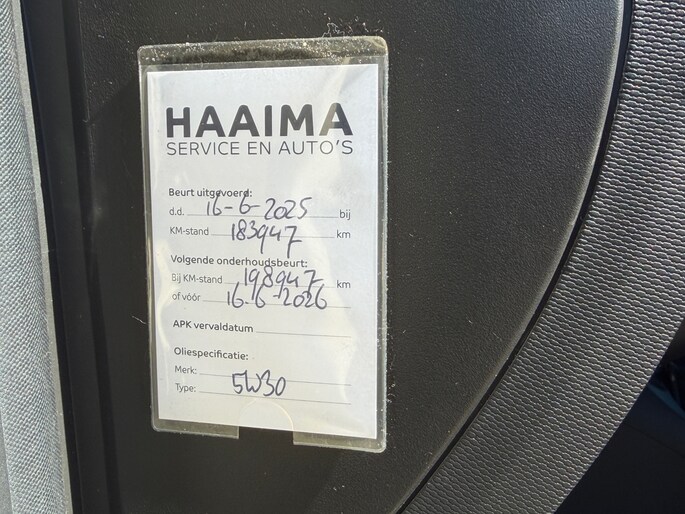 HAAIMA
SERVICE EN AUTO'S
Beurt uitgevoerd:
d.d. 16-6-2025 bij
KM-stand 183947 km
Volgende onderhoudsbeurt:
Bij KM-stand 198947 km
of vóór 16-6-2026
APK vervaldatum
Oliespecificatie:
Merk:
Type: 5W30